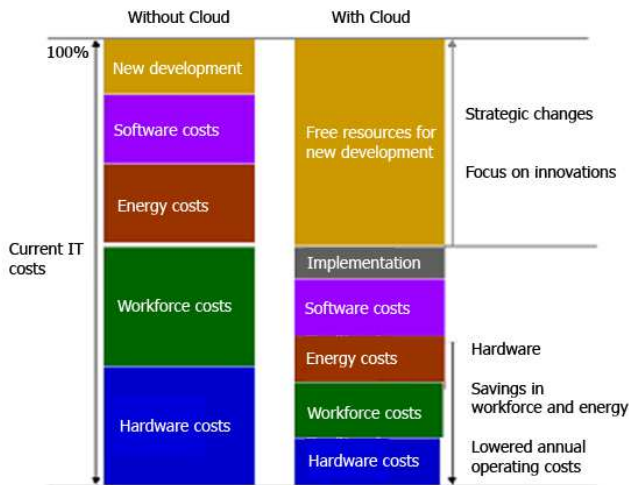 Without Cloud
With Cloud
100%
New development
Software costs
Energy costs
Workforce costs
Hardware costs
Current IT
costs
Free resources for
new development
Implementation
Software costs
Energy costs
Workforce costs
Hardware costs
Strategic changes
Focus on innovations
Hardware
Savings in
workforce and energy
Lowered annual
operating costs